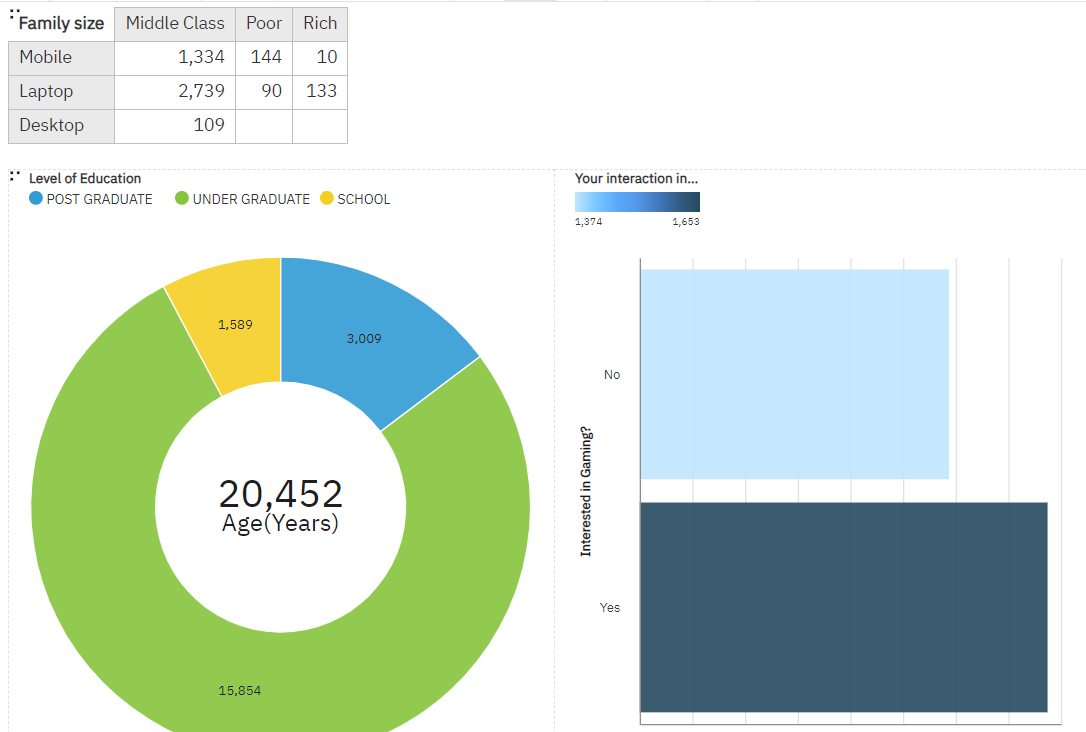 Family size Middle Class Poor Rich
Mobile 1,334 144 10
Laptop 2,739 90 133
Desktop 109
Level of Education
POST GRADUATE UNDER GRADUATE SCHOOL
1,589
3,009
20,452
Age(Years)
15,854
Your interaction in...
1,374 1,653
Interested in Gaming?
No
Yes